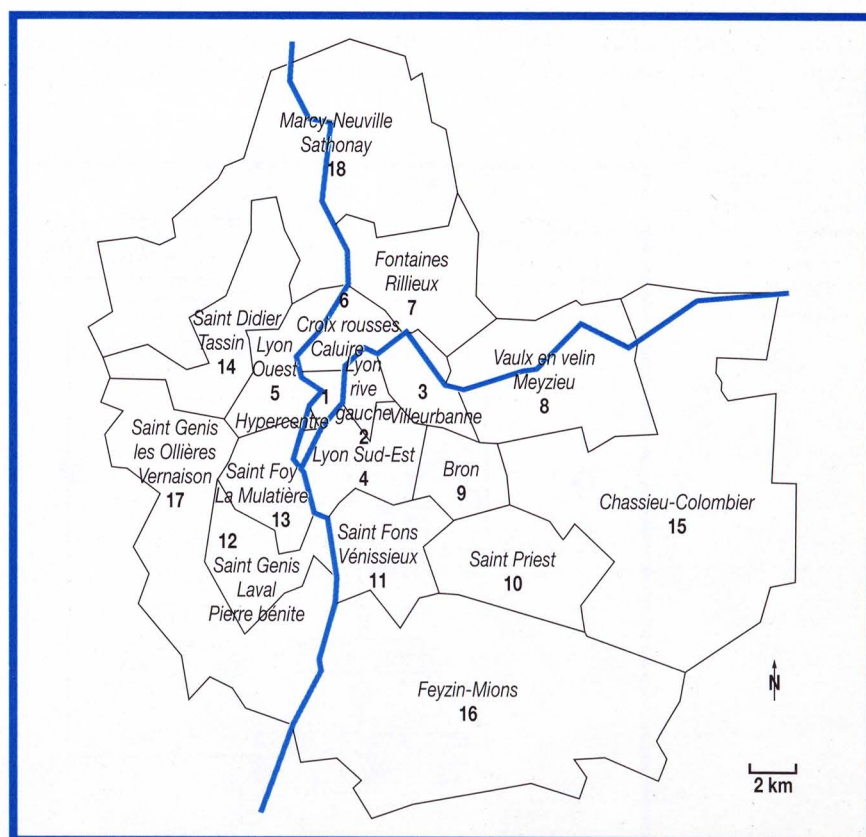 Marcy-Neuville
Sathonay
18
Fontaines
Rillieux
7
6
Croix rousses
Caluire
Saint Didier
Tassin
14
Lyon
Ouest
5
Lyon
rive
gauche
2
1
Hypercentre
3
Villeurbanne
Vaulx en velin
Meyzieu
8
Saint Genis
les Ollières
Vernaison
17
Saint Foy
La Mulatière
13
Lyon Sud-Est
4
Bron
9
Chassieu-Colombier
15
12
Saint Genis
Laval
Pierre bénite
Saint Fons
Vénissieux
11
Saint Priest
10
Feyzin-Mions
16
N
2 km